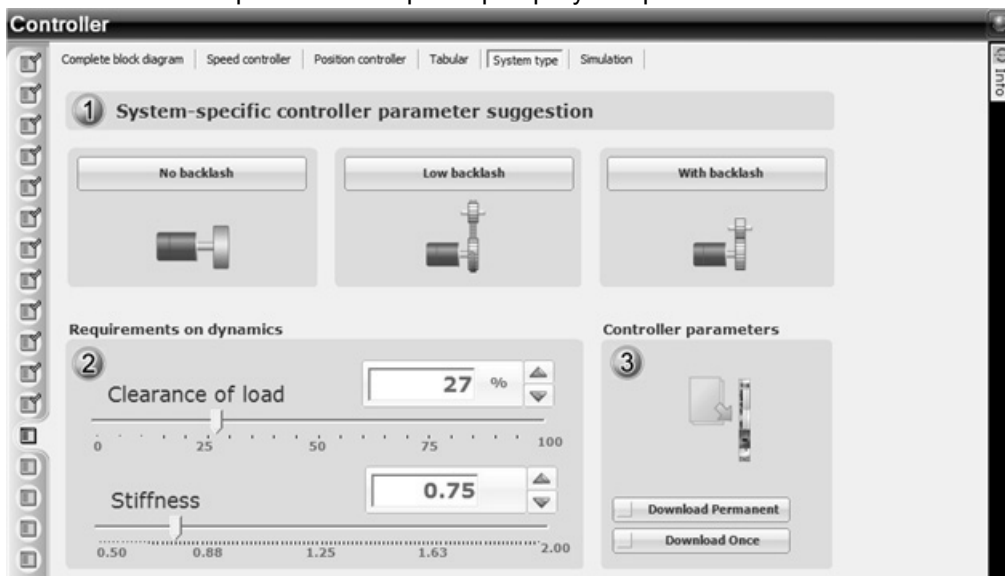 Controller
Info
Complete block diagram Speed controller Position controller Tabular System type Simulation
1 System-specific controller parameter suggestion
No backlash Low backlash With backlash
Requirements on dynamics Controller parameters
2 3
Clearance of load 27 %
0 25 50 75 100
Stiffness 0.75
0.50 0.88 1.25 1.63 2.00
Download Permanent
Download Once